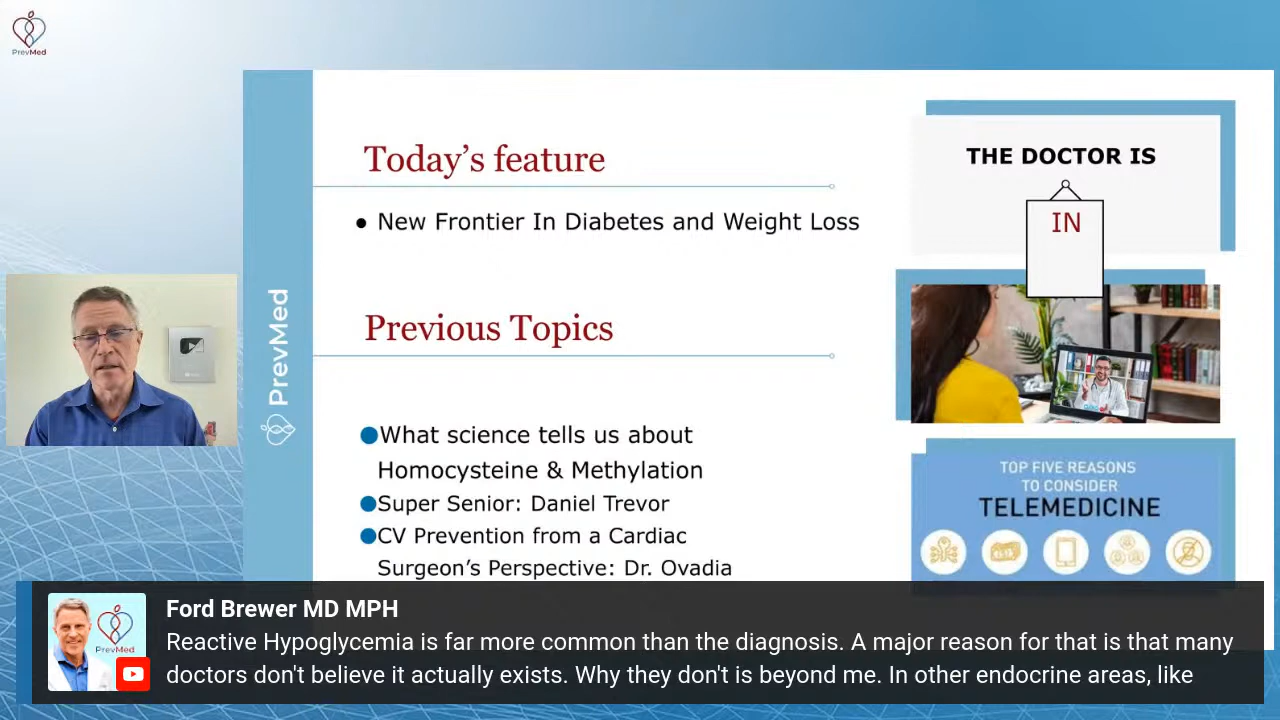 PrevMed
Today's feature
● New Frontier In Diabetes and Weight Loss
Previous Topics
●What science tells us about
Homocysteine & Methylation
●Super Senior: Daniel Trevor
●CV Prevention from a Cardiac
Surgeon's Perspective: Dr. Ovadia
PrevMed
THE DOCTOR IS
IN
TOP FIVE REASONS
TO CONSIDER
TELEMEDICINE
PrevMed
Ford Brewer MD MPH
Reactive Hypoglycemia is far more common than the diagnosis. A major reason for that is that many
doctors don't believe it actually exists. Why they don't is beyond me. In other endocrine areas, like